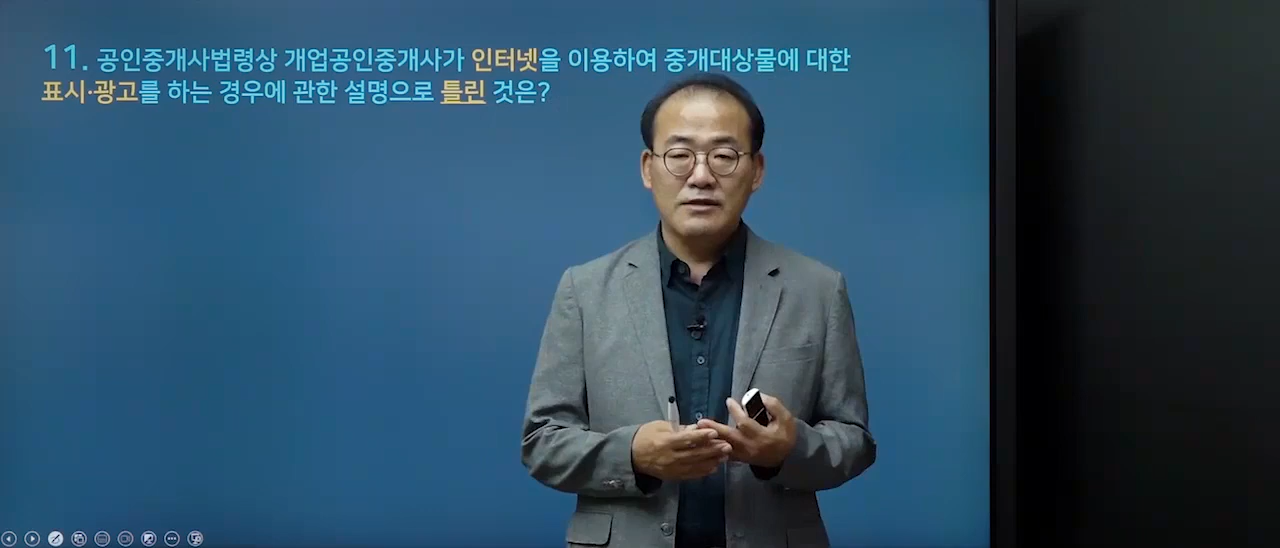 11. 공인중개사법령상 개업공인중개사가 인터넷을 이용하여 중개대상물에 대한
표시·광고를 하는 경우에 관한 설명으로 틀린 것은?